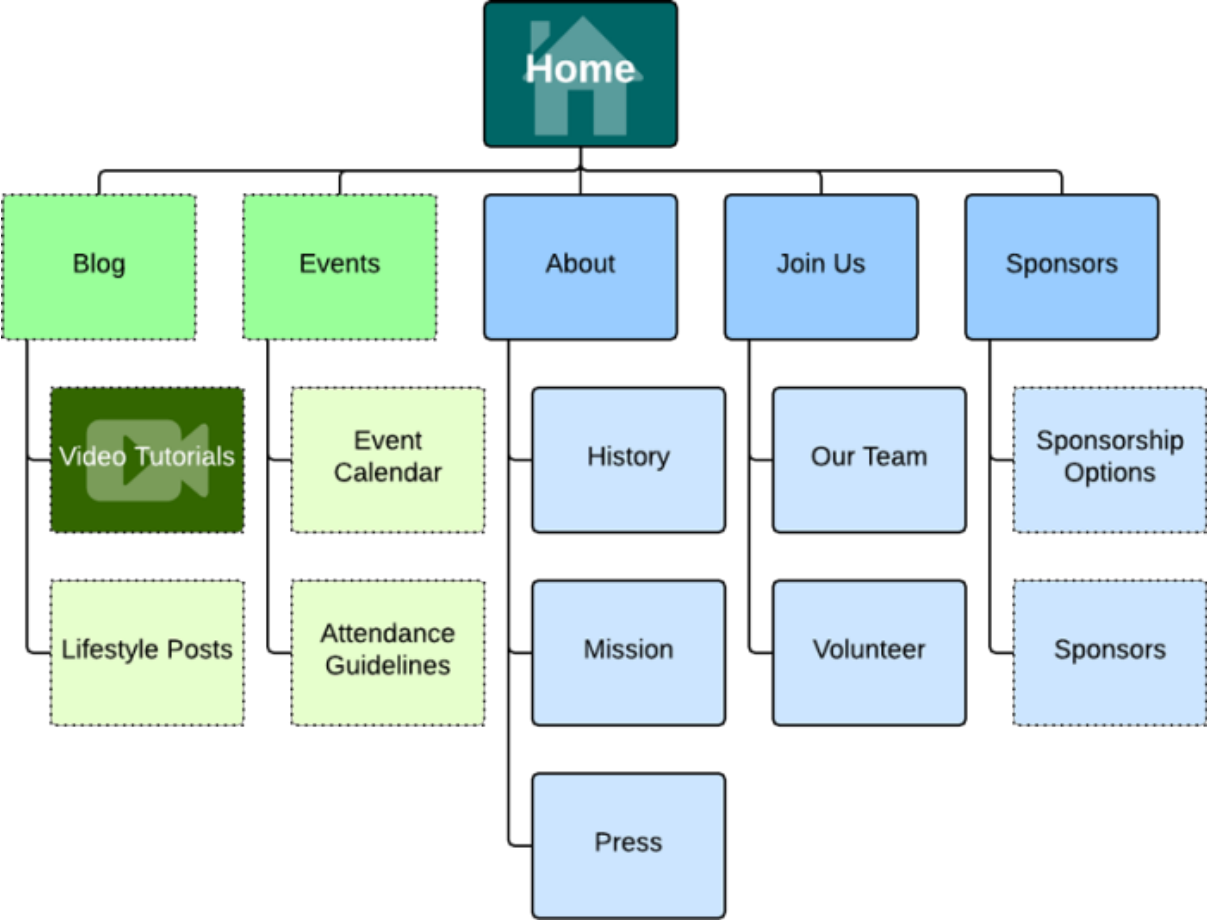 Home
Blog
Events
About
Join Us
Sponsors
Video Tutorials
Event
Calendar
History
Our Team
Sponsorship
Options
Lifestyle Posts
Attendance
Guidelines
Mission
Volunteer
Sponsors
Press